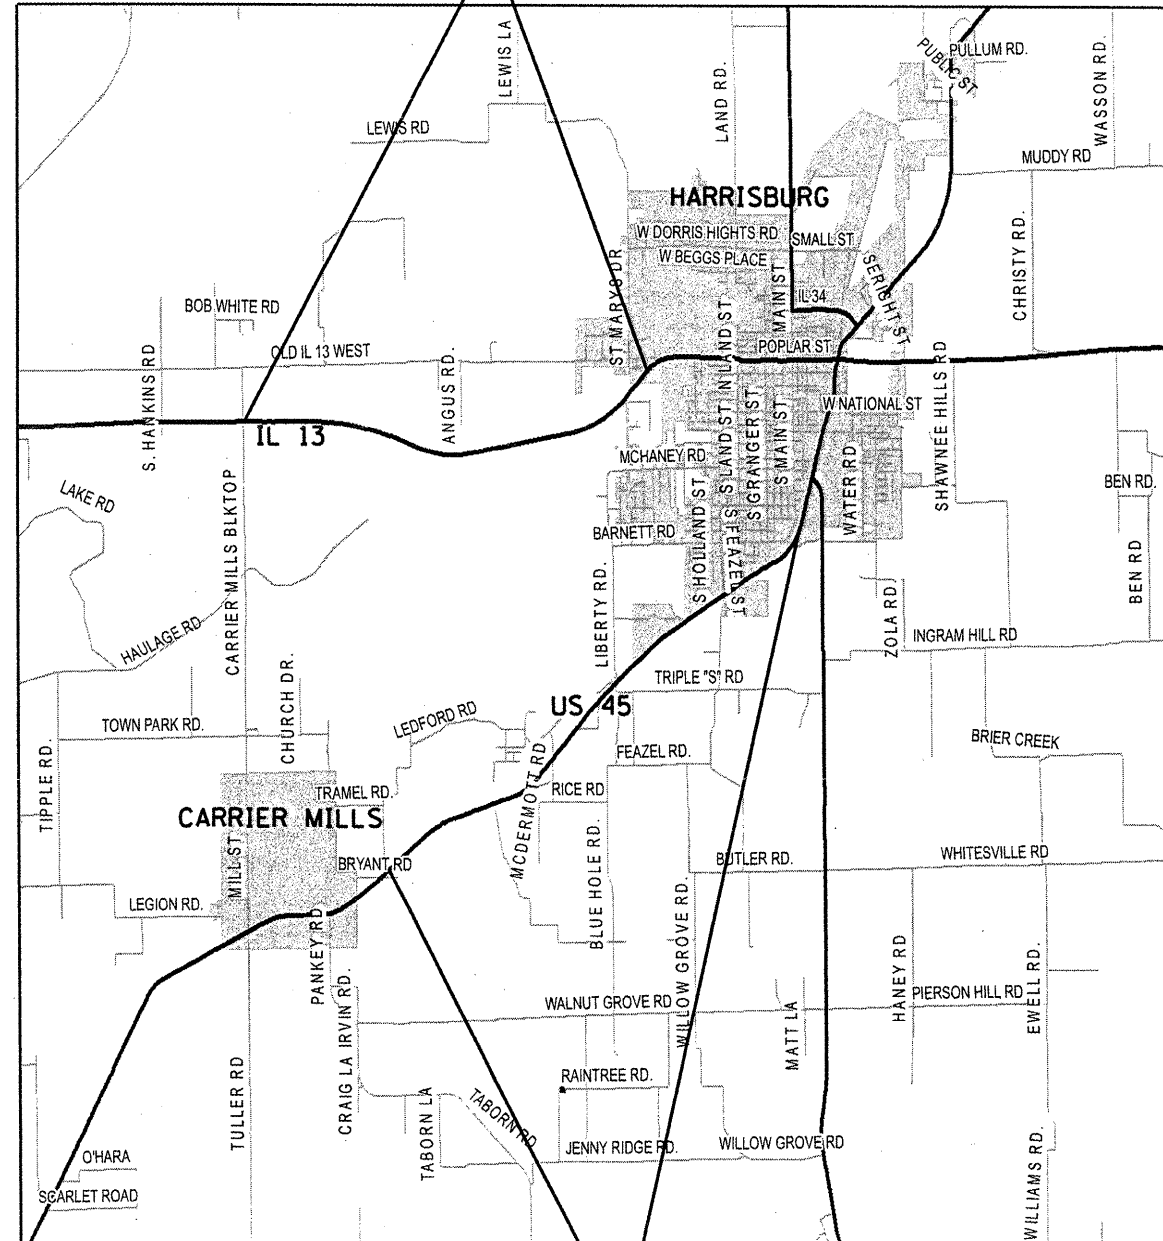 LEWIS LA
PUBLIC ST
PULLUM RD.
LAND RD.
WASSON RD.
LEWIS RD
MUDDY RD
HARRISBURG
W DORRIS HIGHTS RD
SMALL ST
W BEGGS PLACE
ST MARYS DR
MAIN ST
SERIGHT ST
CHRISTY RD.
BOB WHITE RD
IL 34
N LAND ST
OLD IL 13 WEST
POPLAR ST
S. HANKINS RD
ANGUS RD.
SHAWNEE HILLS RD
W NATIONAL ST
IL 13
S LAND ST
S GRANGER ST
S MAIN ST
MCHANEY RD
WATER RD
LAKE RD
BEN RD.
CARRIER MILLS BLKTOP
S HOLLAND ST
S FEAZEL ST
BARNETT RD
BEN RD
LIBERTY RD.
ZOLA RD
HAULAGE RD
INGRAM HILL RD
CHURCH DR.
TRIPLE "S" RD
US 45
TOWN PARK RD.
LEDFORD RD
BRIER CREEK
FEAZEL RD.
TIPPLE RD.
MCDERMOTT RD
TRAMEL RD.
RICE RD
CARRIER MILLS
MILL ST
BRYANT RD
BLUE HOLE RD.
BUTLER RD.
WHITESVILLE RD
LEGION RD.
PANKEY RD
WILLOW GROVE RD.
HANEY RD
EWELL RD.
CRAIG LA IRVIN RD.
WALNUT GROVE RD
PIERSON HILL RD
MATT LA
TULLER RD
RAINTREE RD.
TABORN LA
TABORN RD
JENNY RIDGE RD.
WILLOW GROVE RD
O'HARA
SCARLET ROAD
WILLIAMS RD.